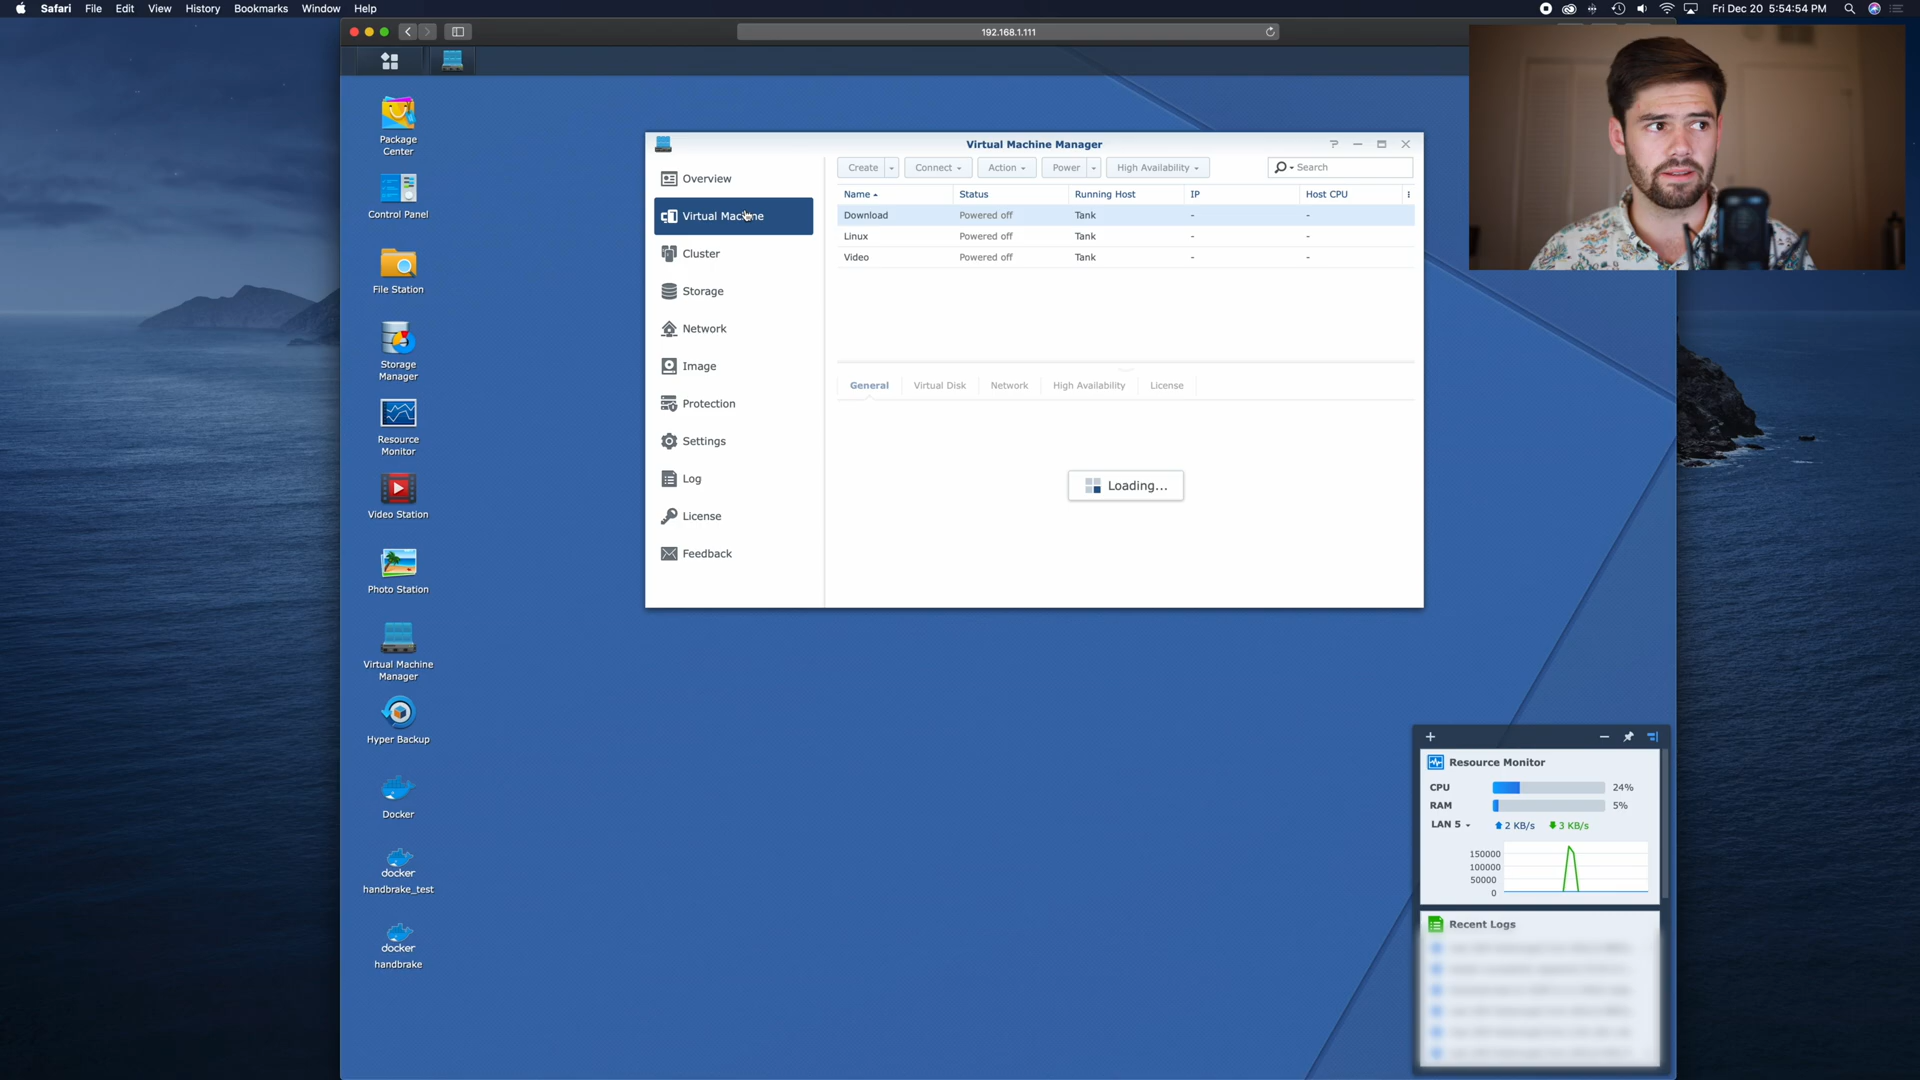 Safari File Edit View History Bookmarks Window Help
Fri Dec 20 5:54:54 PM
192.168.1.111
Package
Center
Control Panel
File Station
Storage
Manager
Resource
Monitor
Video Station
Photo Station
Virtual Machine
Manager
Hyper Backup
Docker
docker
handbrake_test
docker
handbrake
Virtual Machine Manager
Overview
Virtual Machine
Cluster
Storage
Network
Image
Protection
Settings
Log
License
Feedback
Create Connect Action Power High Availability Search
Name Status Running Host IP Host CPU
Download Powered off Tank - -
Linux Powered off Tank - -
Video Powered off Tank - -
General Virtual Disk Network High Availability License
Loading...
Resource Monitor
CPU 24%
RAM 5%
LAN 5 2 KB/s 3 KB/s
150000
100000
50000
0
Recent Logs